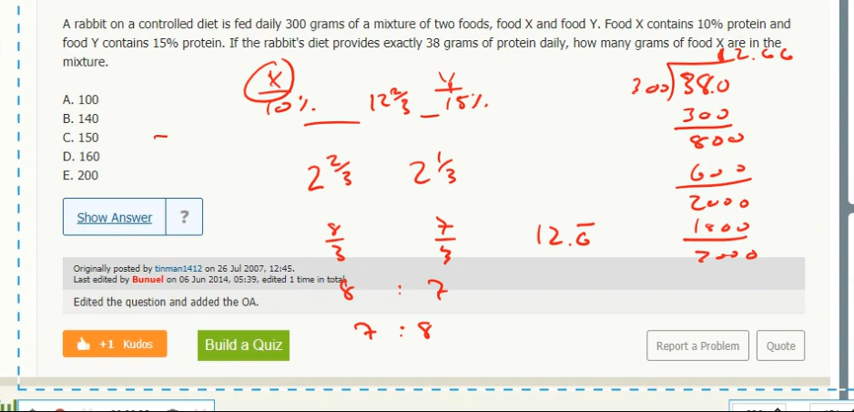 A rabbit on a controlled diet is fed daily 300 grams of a mixture of two foods, food X and food Y. Food X contains 10% protein and
food Y contains 15% protein. If the rabbit's diet provides exactly 38 grams of protein daily, how many grams of food X are in the
mixture.
12.66
X Y
300)38.0
10% 12 2/3 15%
A. 100
300
B. 140
800
C. 150
D. 160
2 2/3 2 1/3
600
E. 200
2000
Show Answer ?
8/3 7/3 12.6̅
1800
2000
Originally posted by tinman1412 on 26 Jul 2007, 12:45.
Last edited by Bunuel on 06 Jun 2014, 05:39, edited 1 time in total.
8 : 7
Edited the question and added the OA.
7 : 8
+1 Kudos Build a Quiz Report a Problem Quote